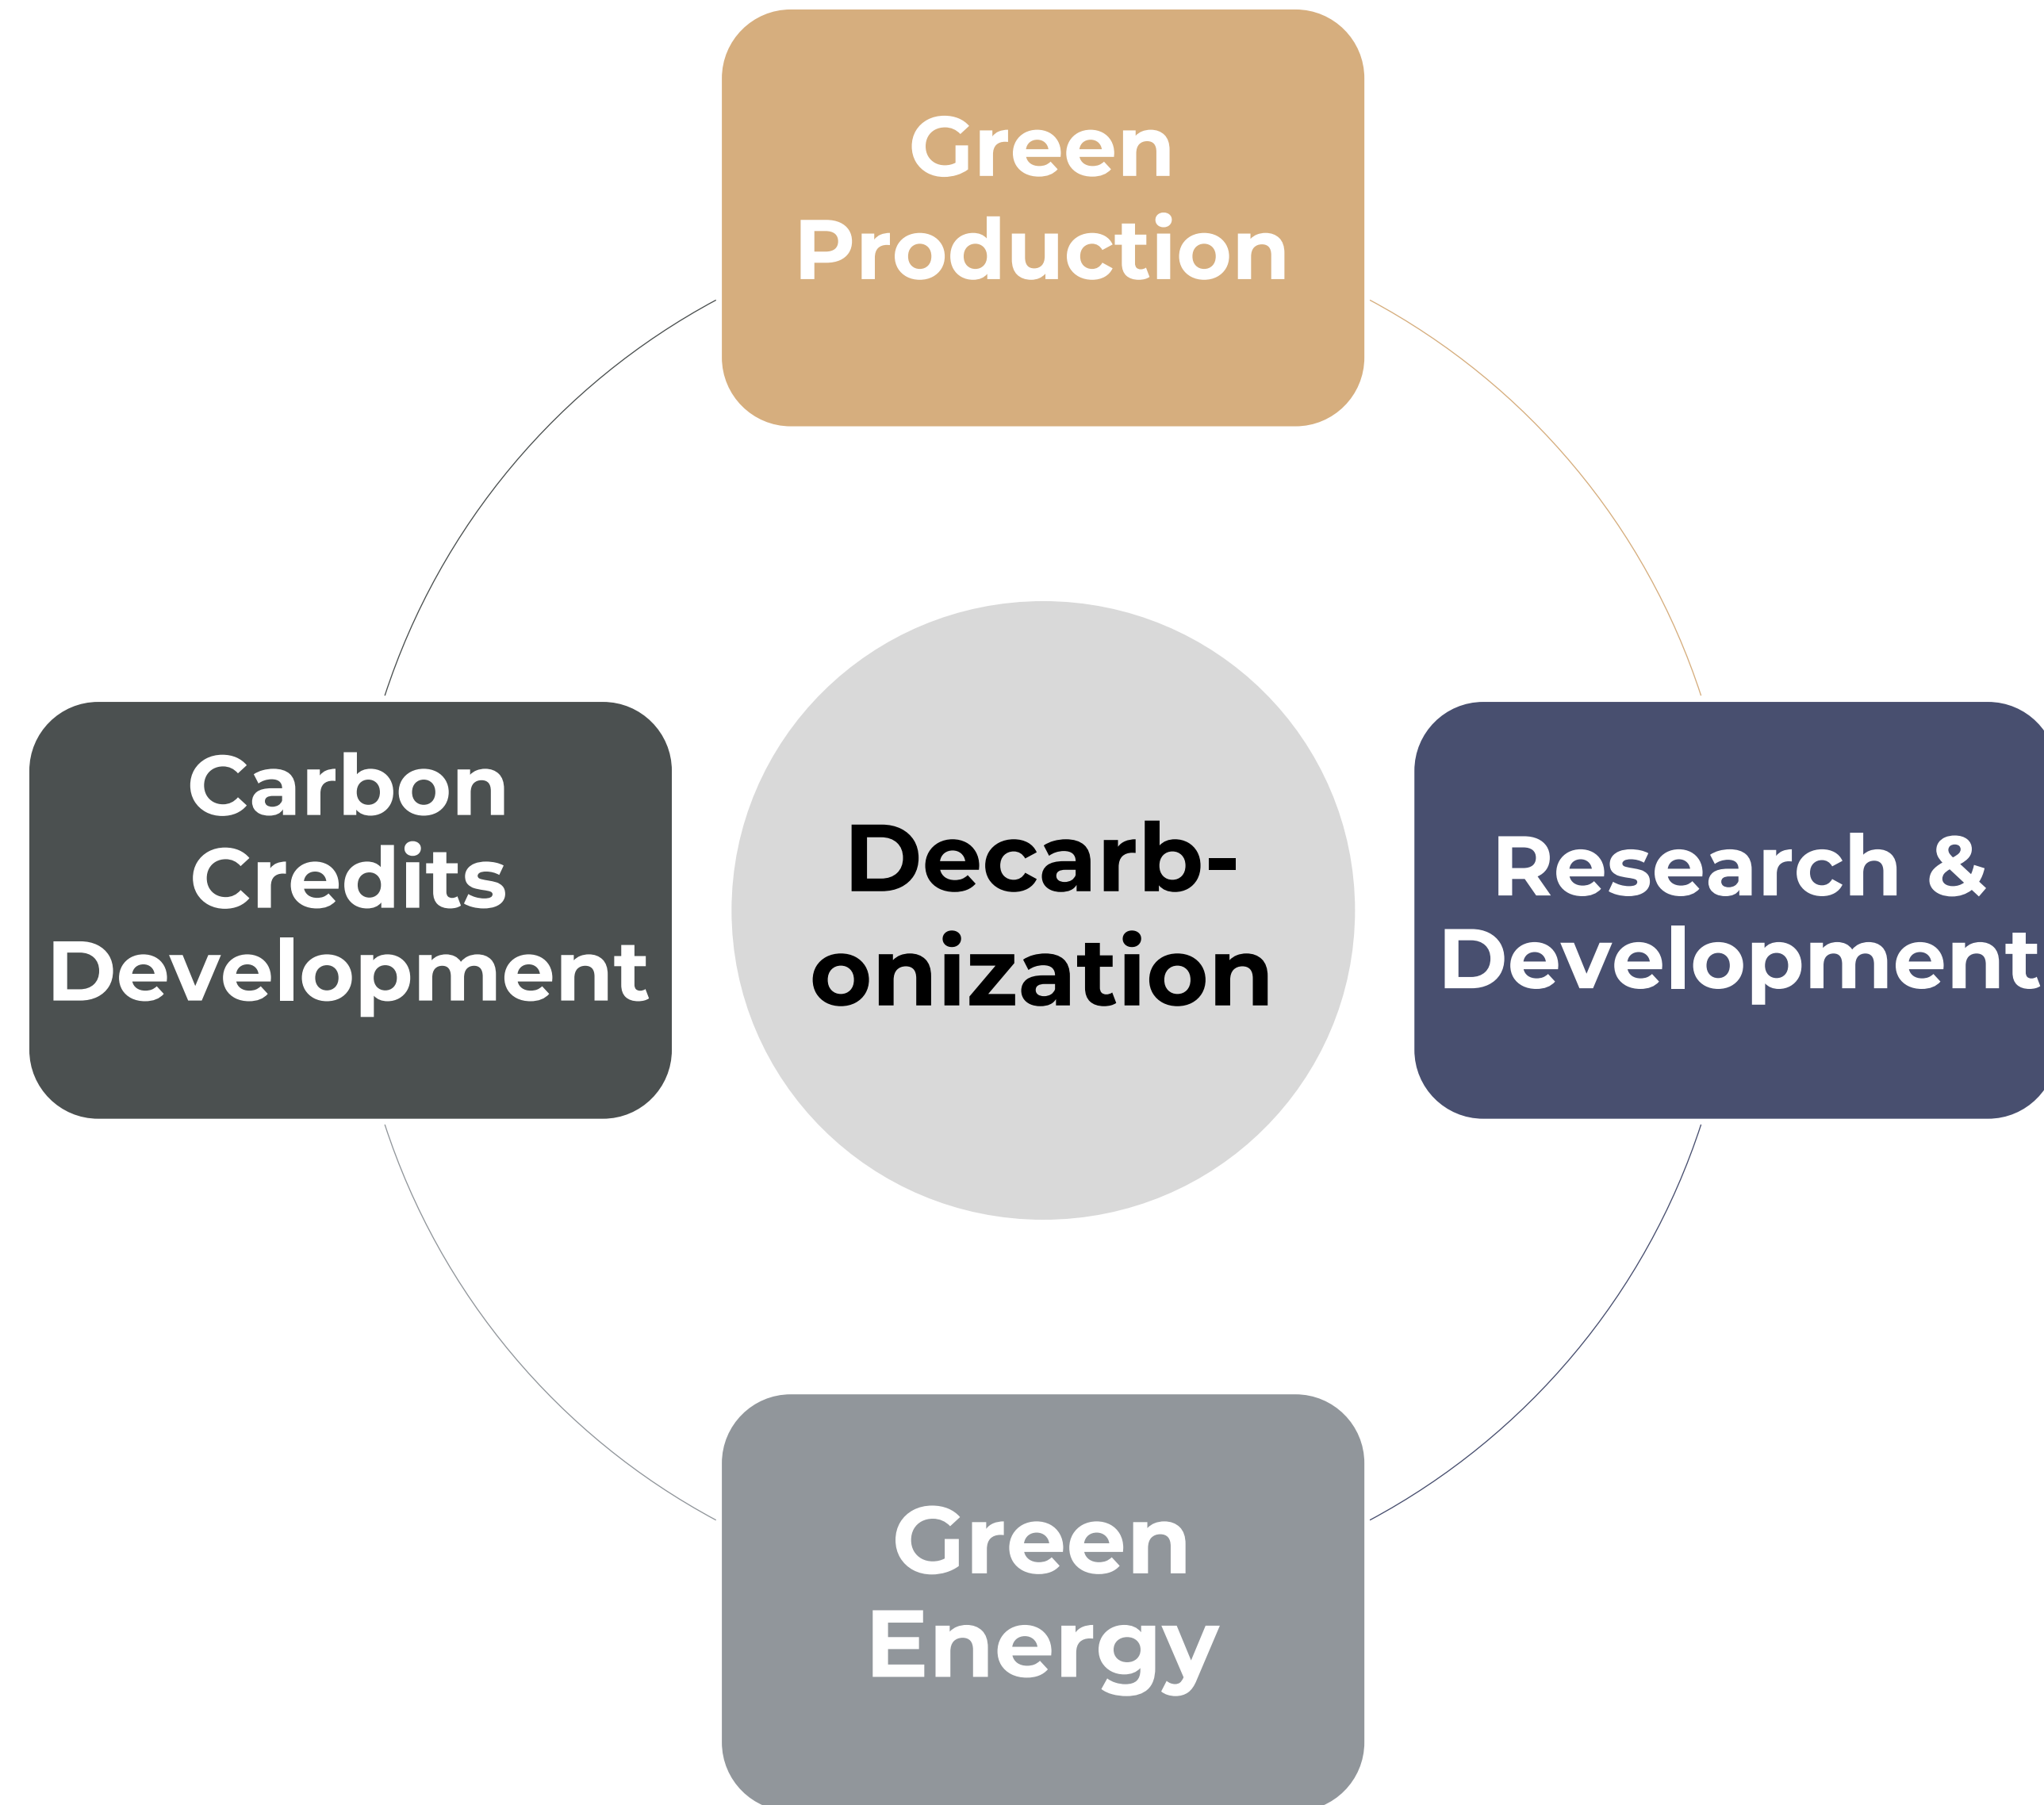 Green
Production
Carbon
Credits
Development
Decarb-
onization
Research &
Development
Green
Energy